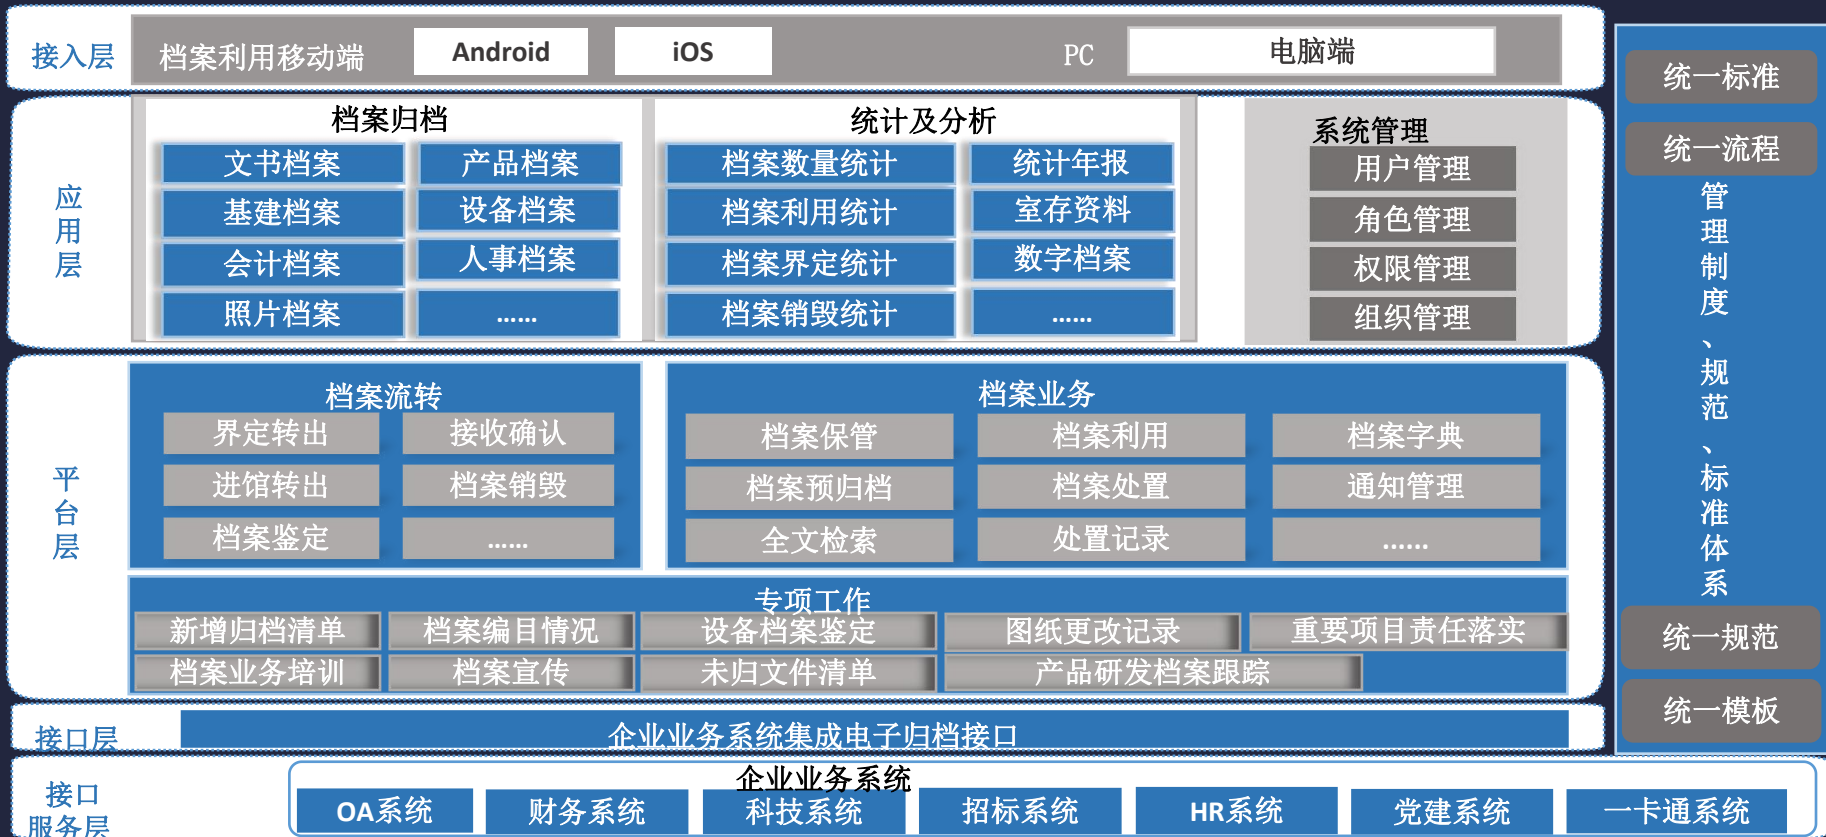 接入层
档案利用移动端
Android
iOS
PC
电脑端
应用层
档案归档
文书档案
产品档案
基建档案
设备档案
会计档案
人事档案
照片档案
......
统计及分析
档案数量统计
统计年报
档案利用统计
室存资料
档案界定统计
数字档案
档案销毁统计
......
系统管理
用户管理
角色管理
权限管理
组织管理
平台层
档案流转
界定转出
接收确认
进馆转出
档案销毁
档案鉴定
......
档案业务
档案保管
档案利用
档案字典
档案预归档
档案处置
通知管理
全文检索
处置记录
......
专项工作
新增归档清单
档案编目情况
设备档案鉴定
图纸更改记录
重要项目责任落实
档案业务培训
档案宣传
未归文件清单
产品研发档案跟踪
接口层
企业业务系统集成电子归档接口
接口
服务层
企业业务系统
OA系统
财务系统
科技系统
招标系统
HR系统
党建系统
一卡通系统
统一标准
统一流程
管理制度、规范、标准体系
统一规范
统一模板